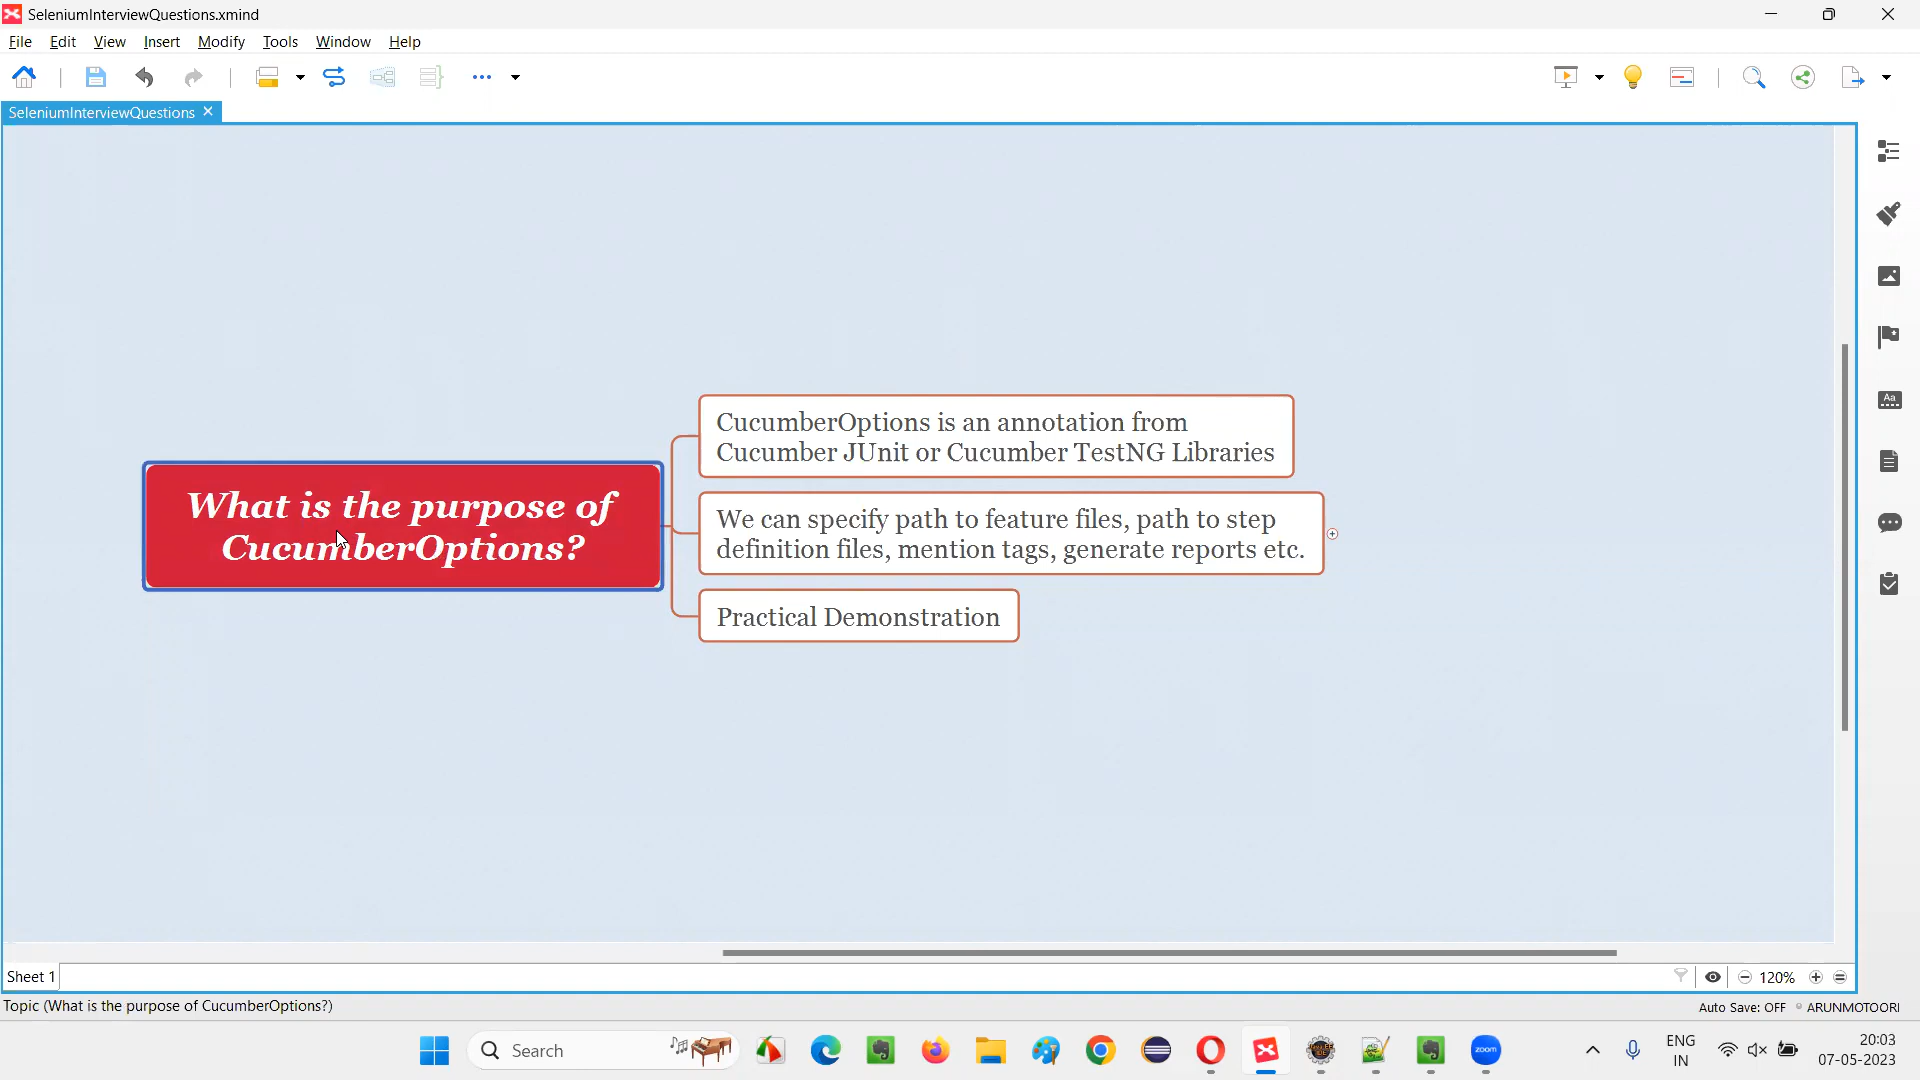 SeleniumInterviewQuestions.xmind
File Edit View Insert Modify Tools Window Help
SeleniumInterviewQuestions
What is the purpose of
CucumberOptions?
CucumberOptions is an annotation from
Cucumber JUnit or Cucumber TestNG Libraries
We can specify path to feature files, path to step
definition files, mention tags, generate reports etc.
Practical Demonstration
Aa
Sheet 1
120%
Topic (What is the purpose of CucumberOptions?)
Auto Save: OFF
ARUNMOTOORI
Search
zoom
ENG
IN
20:03
07-05-2023